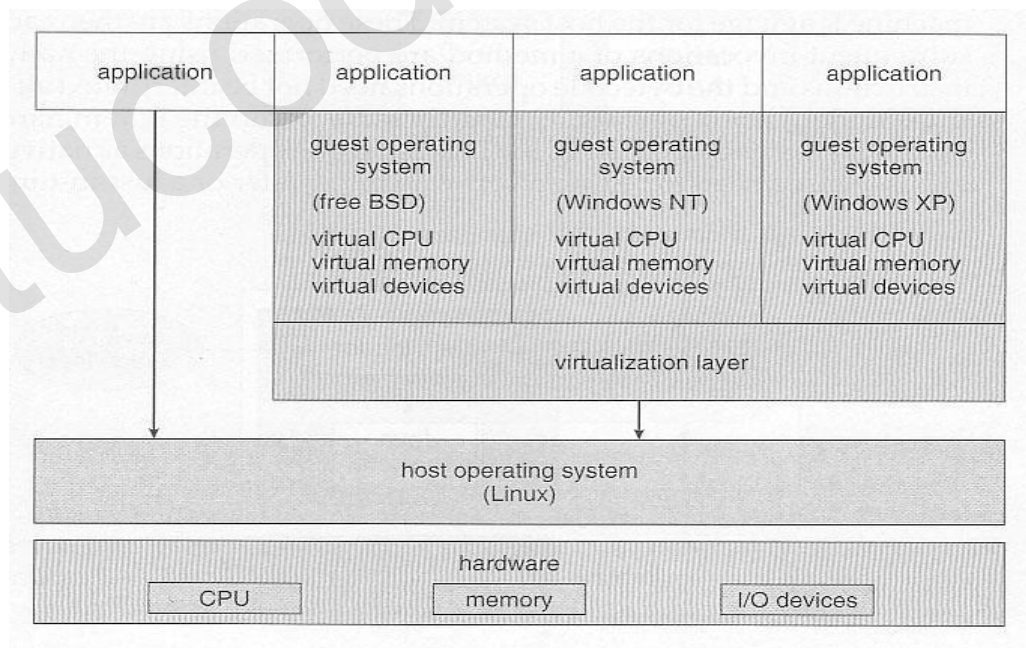 application application application application
guest operating system guest operating system guest operating system
(free BSD) (Windows NT) (Windows XP)
virtual CPU virtual CPU virtual CPU
virtual memory virtual memory virtual memory
virtual devices virtual devices virtual devices
virtualization layer
host operating system
(Linux)
hardware
CPU memory I/O devices